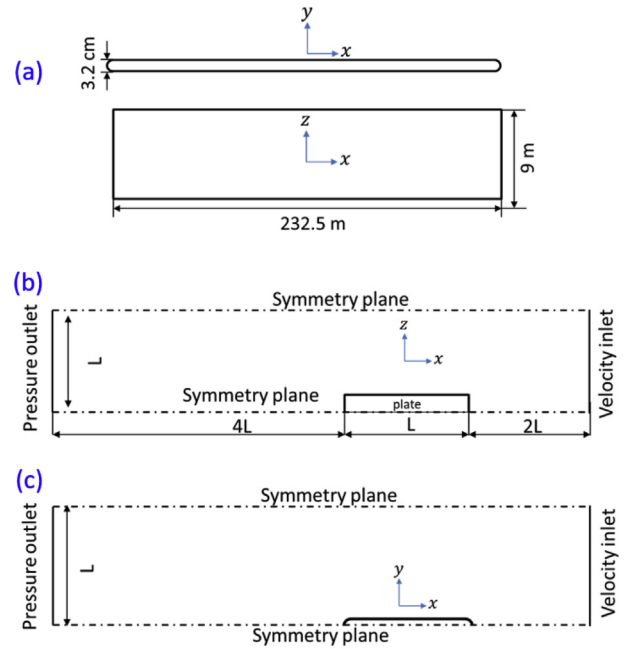 (a)
y
x
3.2 cm
z
x
9 m
232.5 m
(b)
Symmetry plane
Pressure outlet
L
z
x
Symmetry plane
plate
Velocity inlet
4L
L
2L
(c)
Symmetry plane
Pressure outlet
L
y
x
Velocity inlet
Symmetry plane